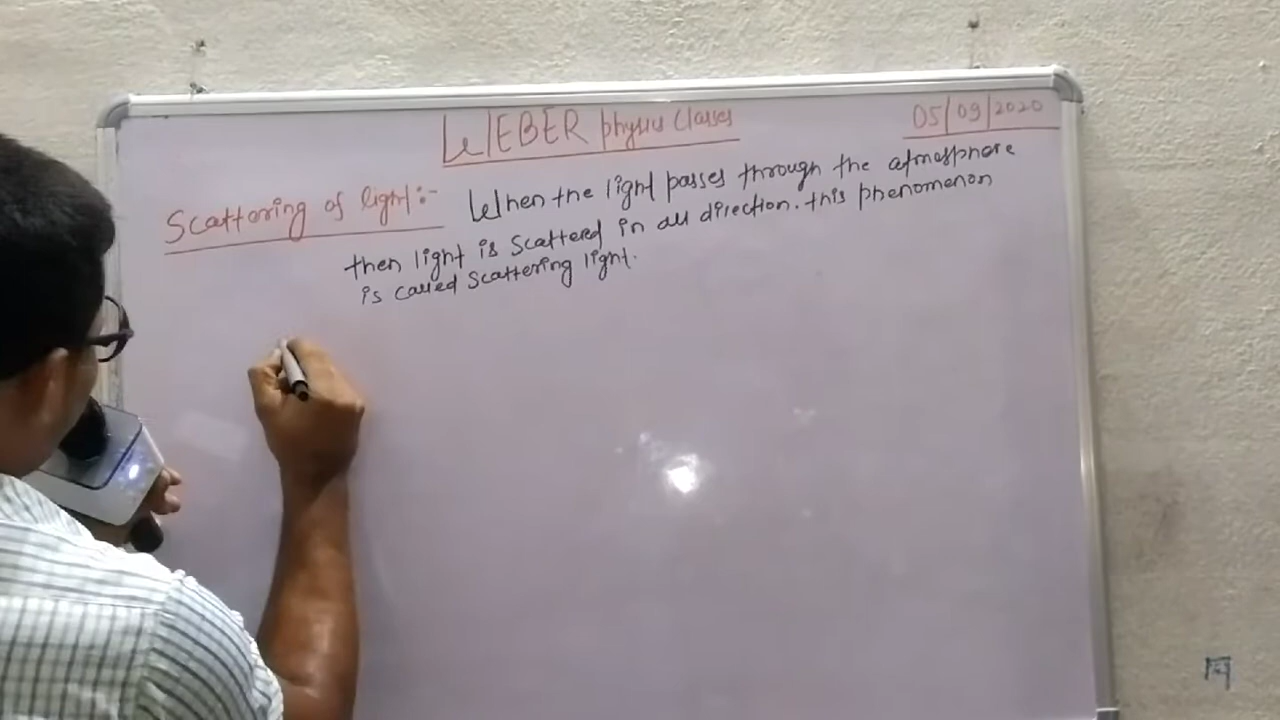 WEBER physics classes
05/09/2020
Scattering of light:- When the light passes through the atmosphere
then light is scattered in all direction. this phenomenon
is called scattering light.